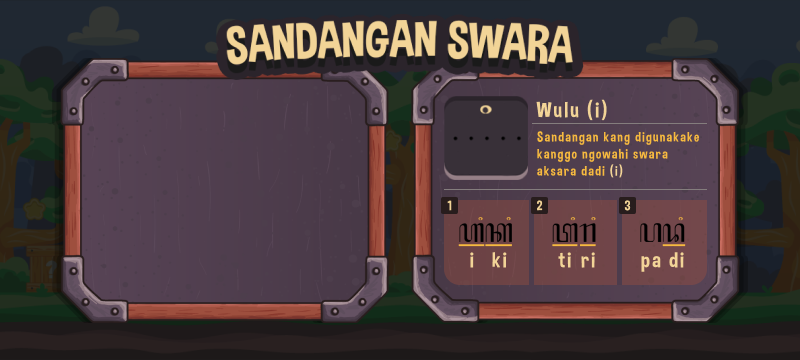 SANDANGAN SWARA
Wulu (i)
Sandangan kang digunakake
kanggo ngowahi swara
aksara dadi (i)
1
2
3
i ki
ti ri
pa di